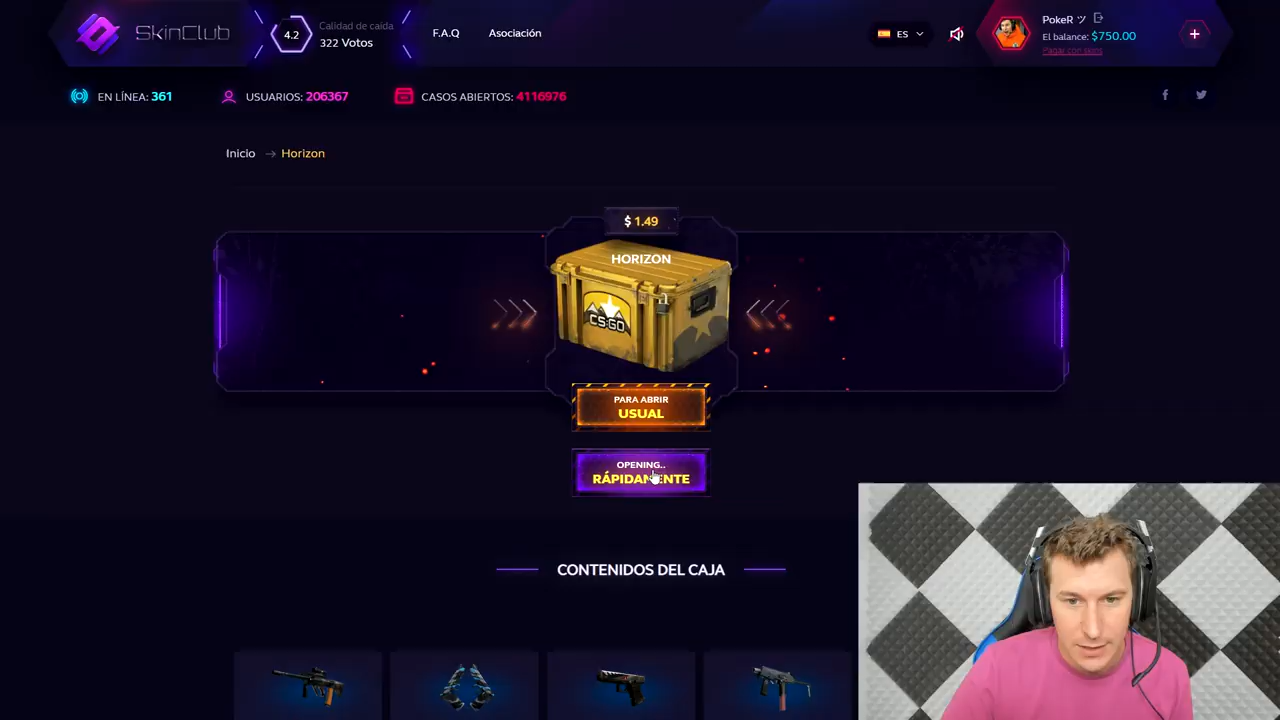 SkinClub
4.2
Calidad de caída
322 Votos
F.A.Q
Asociación
ES
PokeR ツ
El balance: $750.00
Pagar con skins
EN LÍNEA: 361
USUARIOS: 206367
CASOS ABIERTOS: 4116976
Inicio
Horizon
$ 1.49
HORIZON
CS:GO
PARA ABRIR
USUAL
OPENING..
RÁPIDAMENTE
CONTENIDOS DEL CAJA